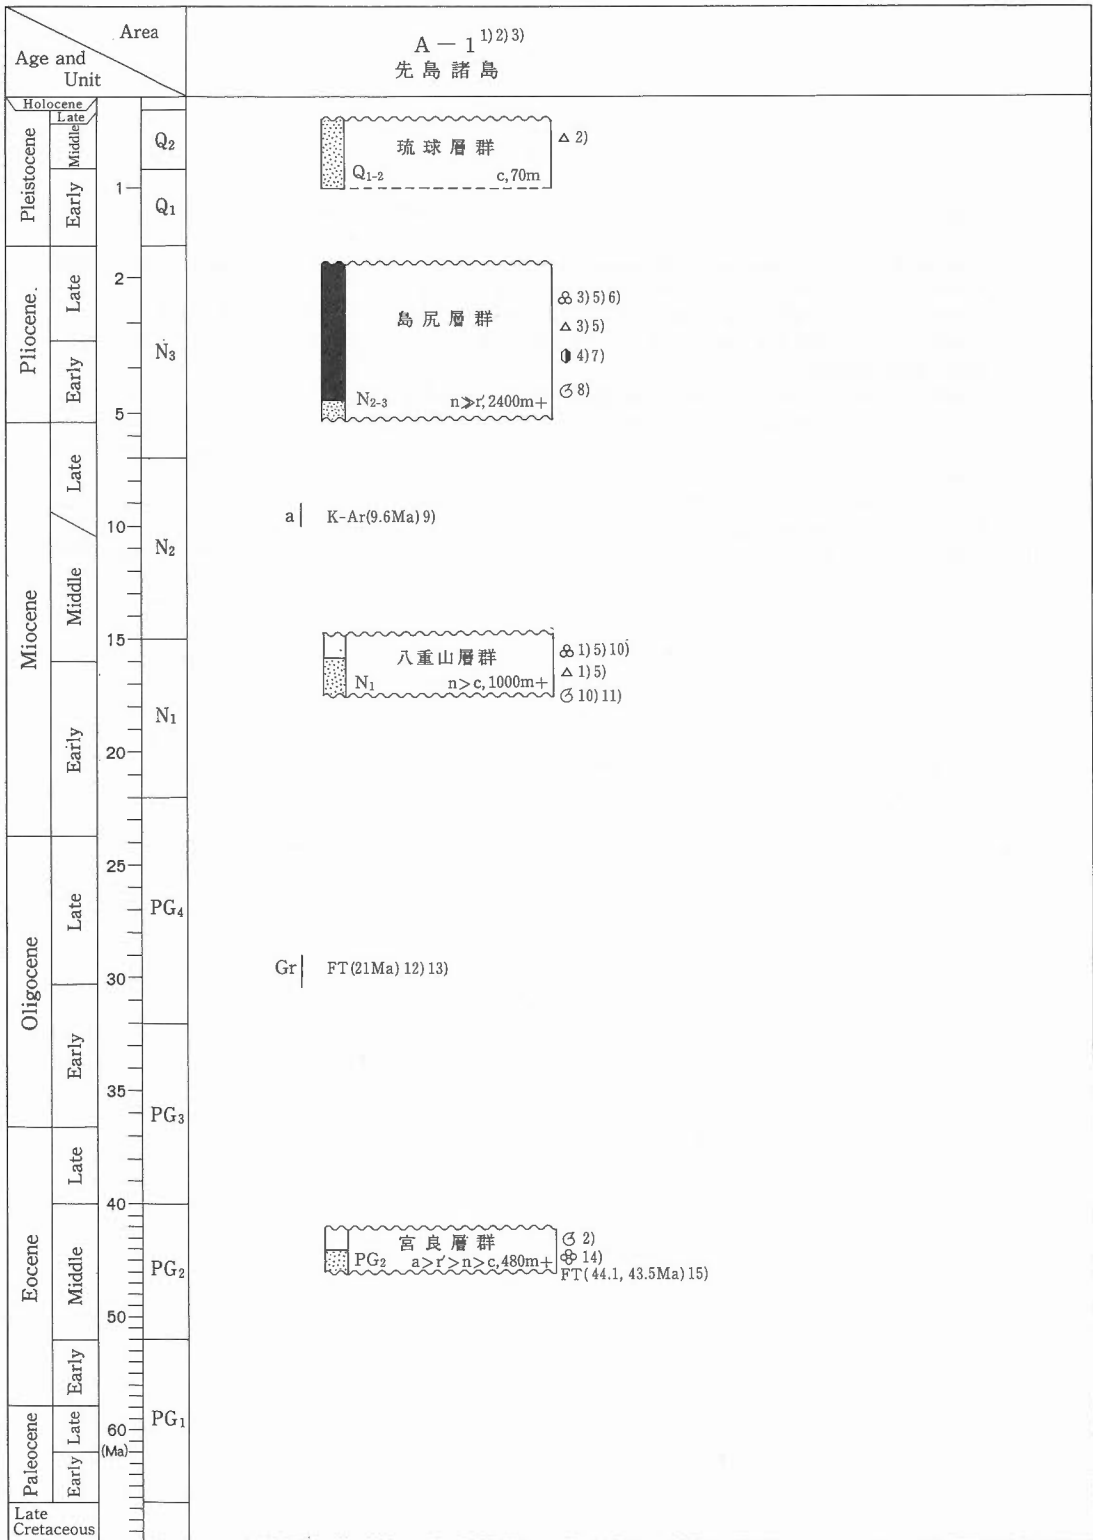 Area
Age and
Unit
A — 1 1) 2) 3)
先島諸島
Holocene
Late
Pleistocene
Middle
Early
1
Q2
Q1
琉球層群
Q1-2 c, 70m
△ 2)
Pliocene
Late
Early
2
5
N3
島尻層群
N2-3 n≫r′, 2400m+
3) 5) 6)
△ 3) 5)
4) 7)
8)
Miocene
Late
Middle
Early
10
15
20
N2
N1
a K-Ar(9.6Ma) 9)
八重山層群
N1 n>c, 1000m+
1) 5) 10)
△ 1) 5)
10) 11)
Oligocene
Late
Early
25
30
35
PG4
PG3
Gr FT(21Ma) 12) 13)
Eocene
Late
Middle
Early
40
50
PG2
宮良層群
PG2 a>r′>n>c, 480m+
2)
14)
FT(44.1, 43.5Ma) 15)
Paleocene
Late
Early
60
(Ma)
PG1
Late
Cretaceous